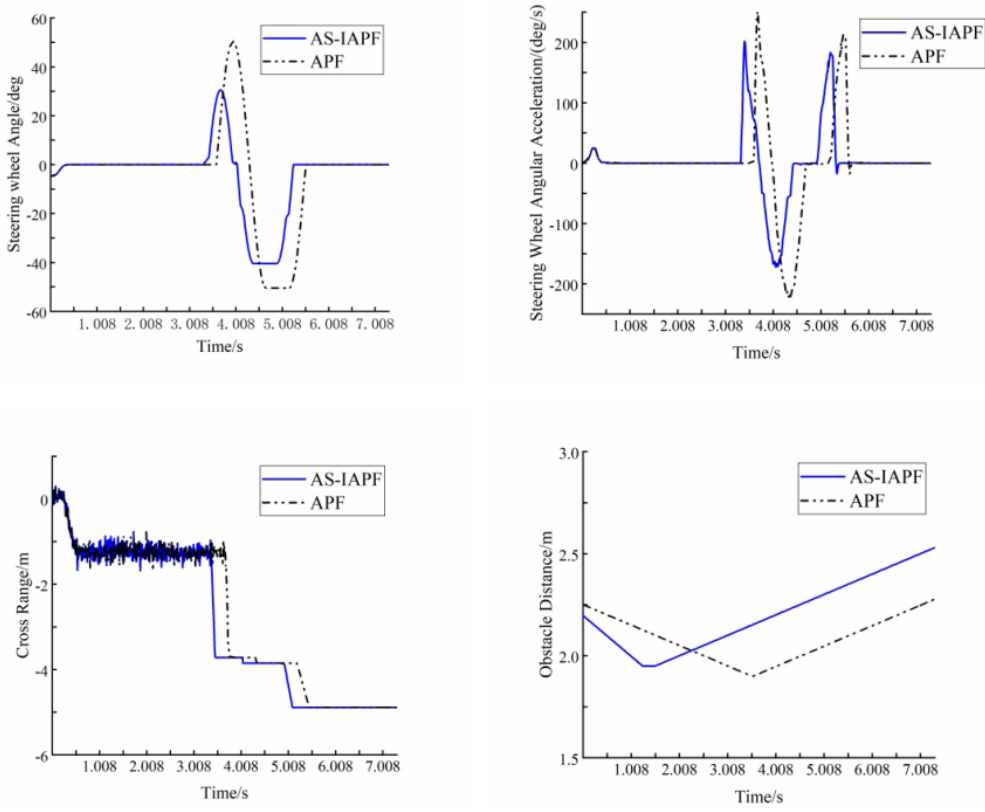 60
40
20
0
-20
-40
-60
Steering wheel Angle/deg
AS-IAPF
APF
1.008 2.008 3.008 4.008 5.008 6.008 7.008
Time/s
200
100
0
-100
-200
Steering Wheel Angular Acceleration/(deg/s)
AS-IAPF
APF
1.008 2.008 3.008 4.008 5.008 6.008 7.008
Time/s
0
-2
-4
-6
Cross Range/m
AS-IAPF
APF
1.008 2.008 3.008 4.008 5.008 6.008 7.008
Time/s
3.0
2.5
2.0
1.5
Obstacle Distance/m
AS-IAPF
APF
1.008 2.008 3.008 4.008 5.008 6.008 7.008
Time/s